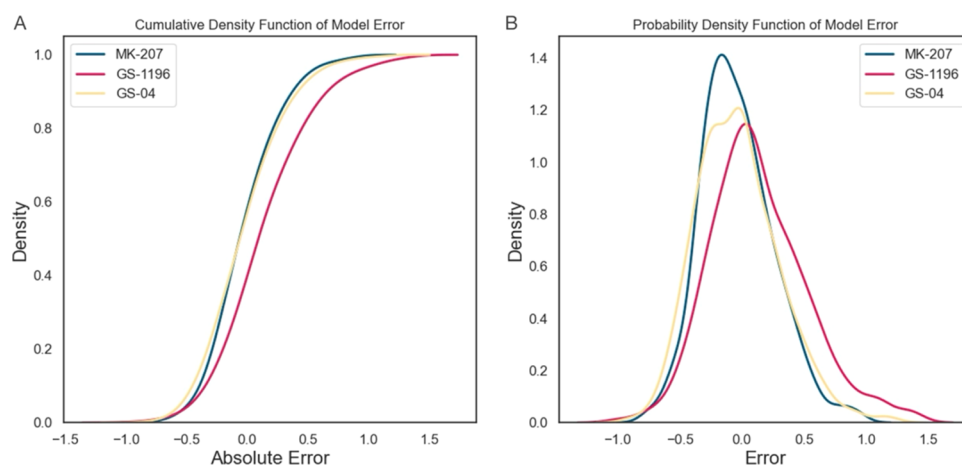 A
Cumulative Density Function of Model Error
MK-207
GS-1196
GS-04
Density
1.0
0.8
0.6
0.4
0.2
0.0
−1.5 −1.0 −0.5 0.0 0.5 1.0 1.5
Absolute Error
B
Probability Density Function of Model Error
MK-207
GS-1196
GS-04
Density
1.4
1.2
1.0
0.8
0.6
0.4
0.2
0.0
−1.0 −0.5 0.0 0.5 1.0 1.5
Error